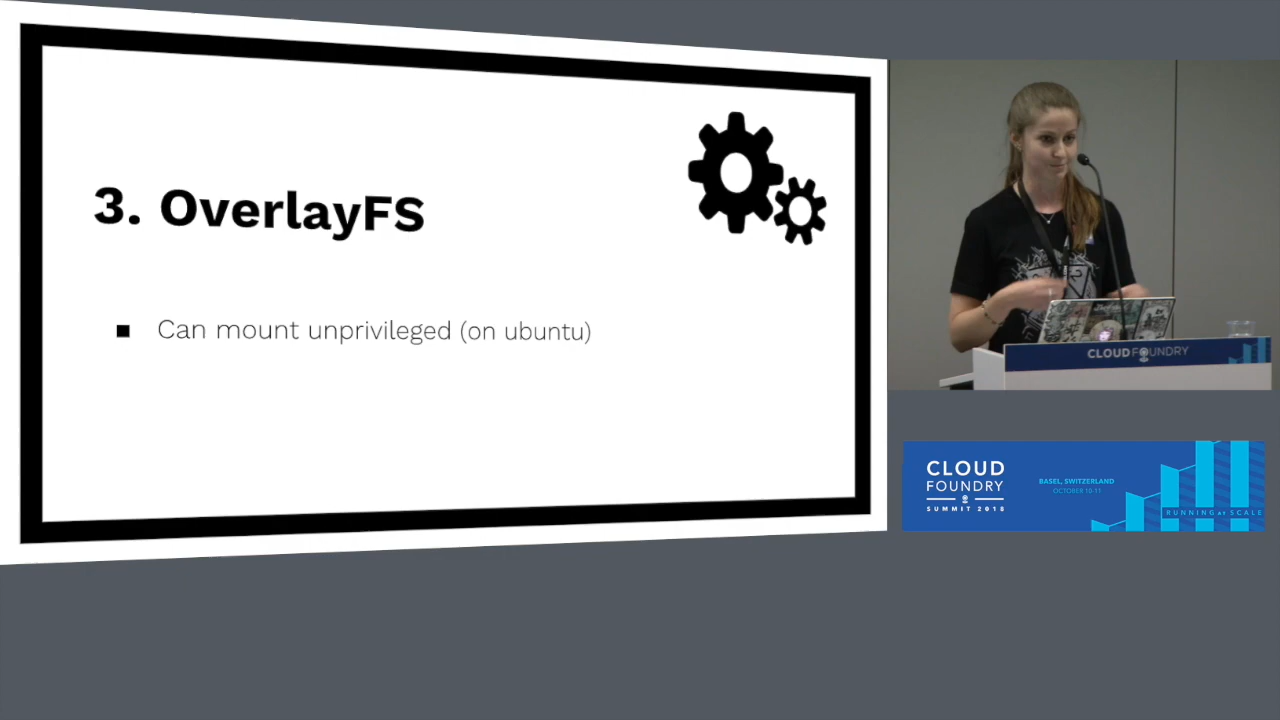 3. OverlayFS
■ Can mount unprivileged (on ubuntu)
CLOUD FOUNDRY
CLOUD
FOUNDRY
SUMMIT 2018
BASEL, SWITZERLAND
OCTOBER 10-11
RUNNING AT SCALE